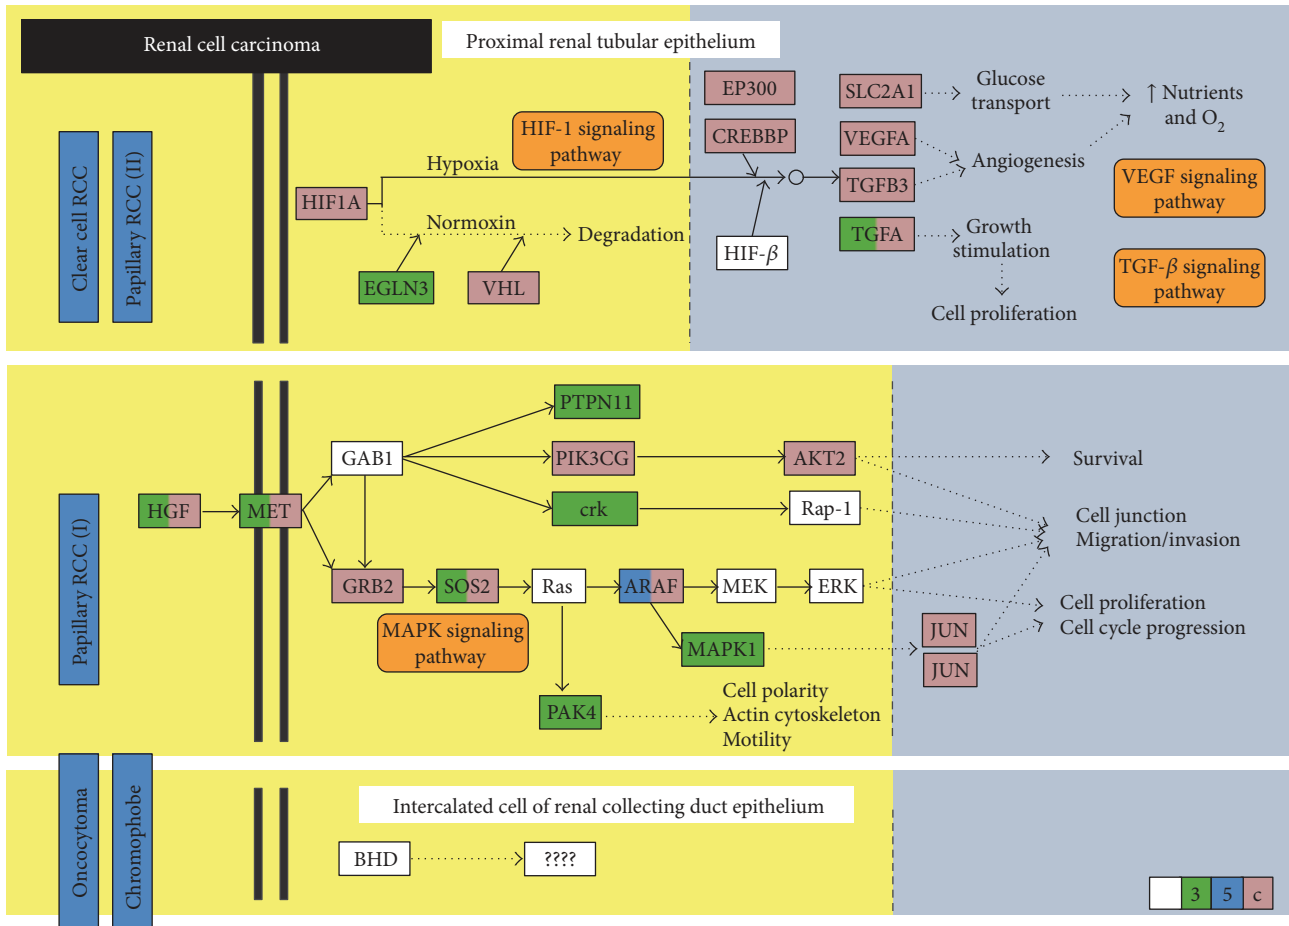 Renal cell carcinoma
Proximal renal tubular epithelium
Clear cell RCC
Papillary RCC (II)
HIF-1 signaling
pathway
Hypoxia
HIF1A
Normoxin
Degradation
EGLN3
VHL
EP300
CREBBP
HIF-β
SLC2A1
VEGFA
TGFB3
TGFA
Glucose
transport
Angiogenesis
Growth
stimulation
Cell proliferation
↑ Nutrients
and O₂
VEGF signaling
pathway
TGF-β signaling
pathway
Papillary RCC (I)
HGF
MET
GAB1
PTPN11
PIK3CG
AKT2
crk
Rap-1
GRB2
SOS2
Ras
ARAF
MEK
ERK
MAPK signaling
pathway
MAPK1
PAK4
Cell polarity
Actin cytoskeleton
Motility
JUN
JUN
Survival
Cell junction
Migration/invasion
Cell proliferation
Cell cycle progression
Oncocytoma
Chromophobe
Intercalated cell of renal collecting duct epithelium
BHD
????
3 5 c